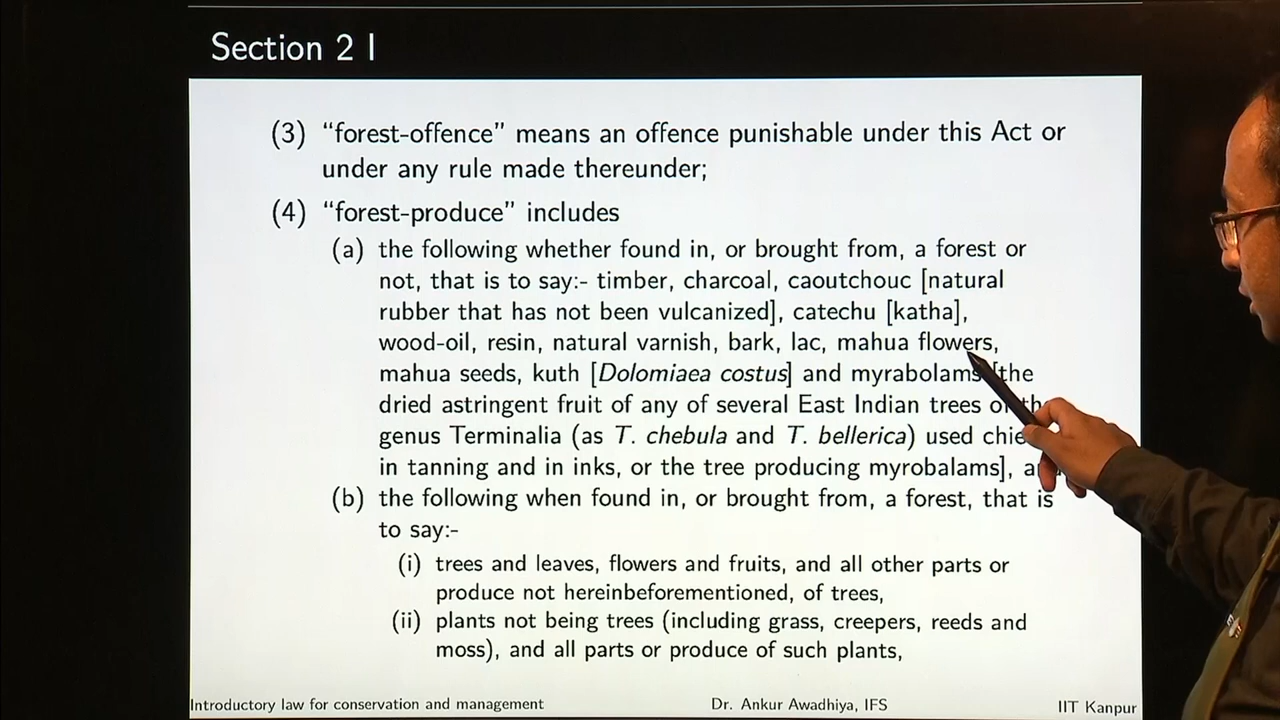 Section 2 I
(3) “forest-offence” means an offence punishable under this Act or
under any rule made thereunder;
(4) “forest-produce” includes
(a) the following whether found in, or brought from, a forest or
not, that is to say:- timber, charcoal, caoutchouc [natural
rubber that has not been vulcanized], catechu [katha],
wood-oil, resin, natural varnish, bark, lac, mahua flowers,
mahua seeds, kuth [Dolomiaea costus] and myrabolams [the
dried astringent fruit of any of several East Indian trees
genus Terminalia (as T. chebula and T. bellerica) used
in tanning and in inks, or the tree producing myrobalams],
(b) the following when found in, or brought from, a forest, that is
to say:-
(i) trees and leaves, flowers and fruits, and all other parts or
produce not hereinbeforementioned, of trees,
(ii) plants not being trees (including grass, creepers, reeds and
moss), and all parts or produce of such plants,
Introductory law for conservation and management Dr. Ankur Awadhiya, IFS IIT Kanpur